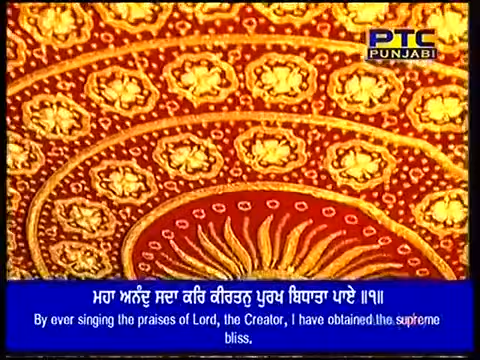 PTC
PUNJABI
ਮਹਾ ਅਨੰਦੁ ਸਦਾ ਕਰਿ ਕੀਰਤਨੁ ਪੁਰਖ ਬਿਧਾਤਾ ਪਾਏ ॥੧॥
By ever singing the praises of Lord, the Creator, I have obtained the supreme
bliss.